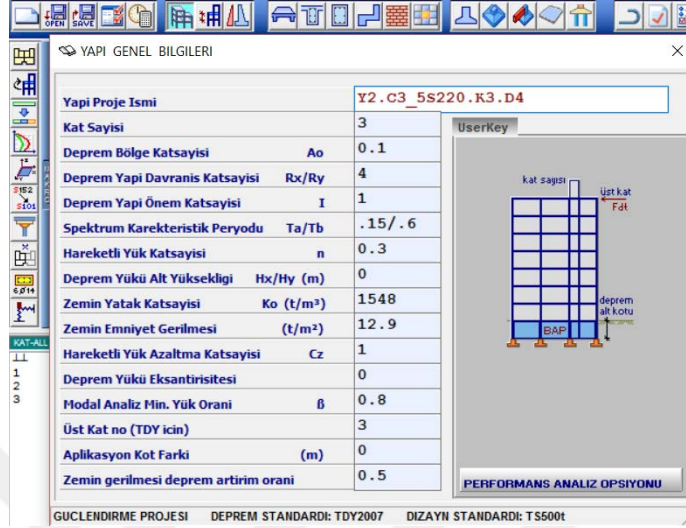 OPEN SAVE
YAPI GENEL BILGILERI
Yapi Proje Ismi Y2.C3_5S220.K3.D4
Kat Sayisi 3
Deprem Bölge Katsayisi Ao 0.1
Deprem Yapi Davranis Katsayisi Rx/Ry 4
Deprem Yapi Önem Katsayisi I 1
Spektrum Karekteristik Peryodu Ta/Tb .15/.6
Hareketli Yük Katsayisi n 0.3
Deprem Yükü Alt Yüksekligi Hx/Hy (m) 0
Zemin Yatak Katsayisi Ko (t/m³) 1548
Zemin Emniyet Gerilmesi (t/m²) 12.9
Hareketli Yük Azaltma Katsayisi Cz 1
Deprem Yükü Eksantirisitesi 0
Modal Analiz Min. Yük Orani ß 0.8
Üst Kat no (TDY icin) 3
Aplikasyon Kot Farki (m) 0
Zemin gerilmesi deprem artirim orani 0.5
UserKey
kat sayısı
üst kat
Fdt
deprem
alt kotu
BAP
PERFORMANS ANALIZ OPSIYONU
S152
S101
6Ø14
KAT-ALL
1
2
3
GUCLENDIRME PROJESI DEPREM STANDARDI: TDY2007 DIZAYN STANDARDI: TS500t